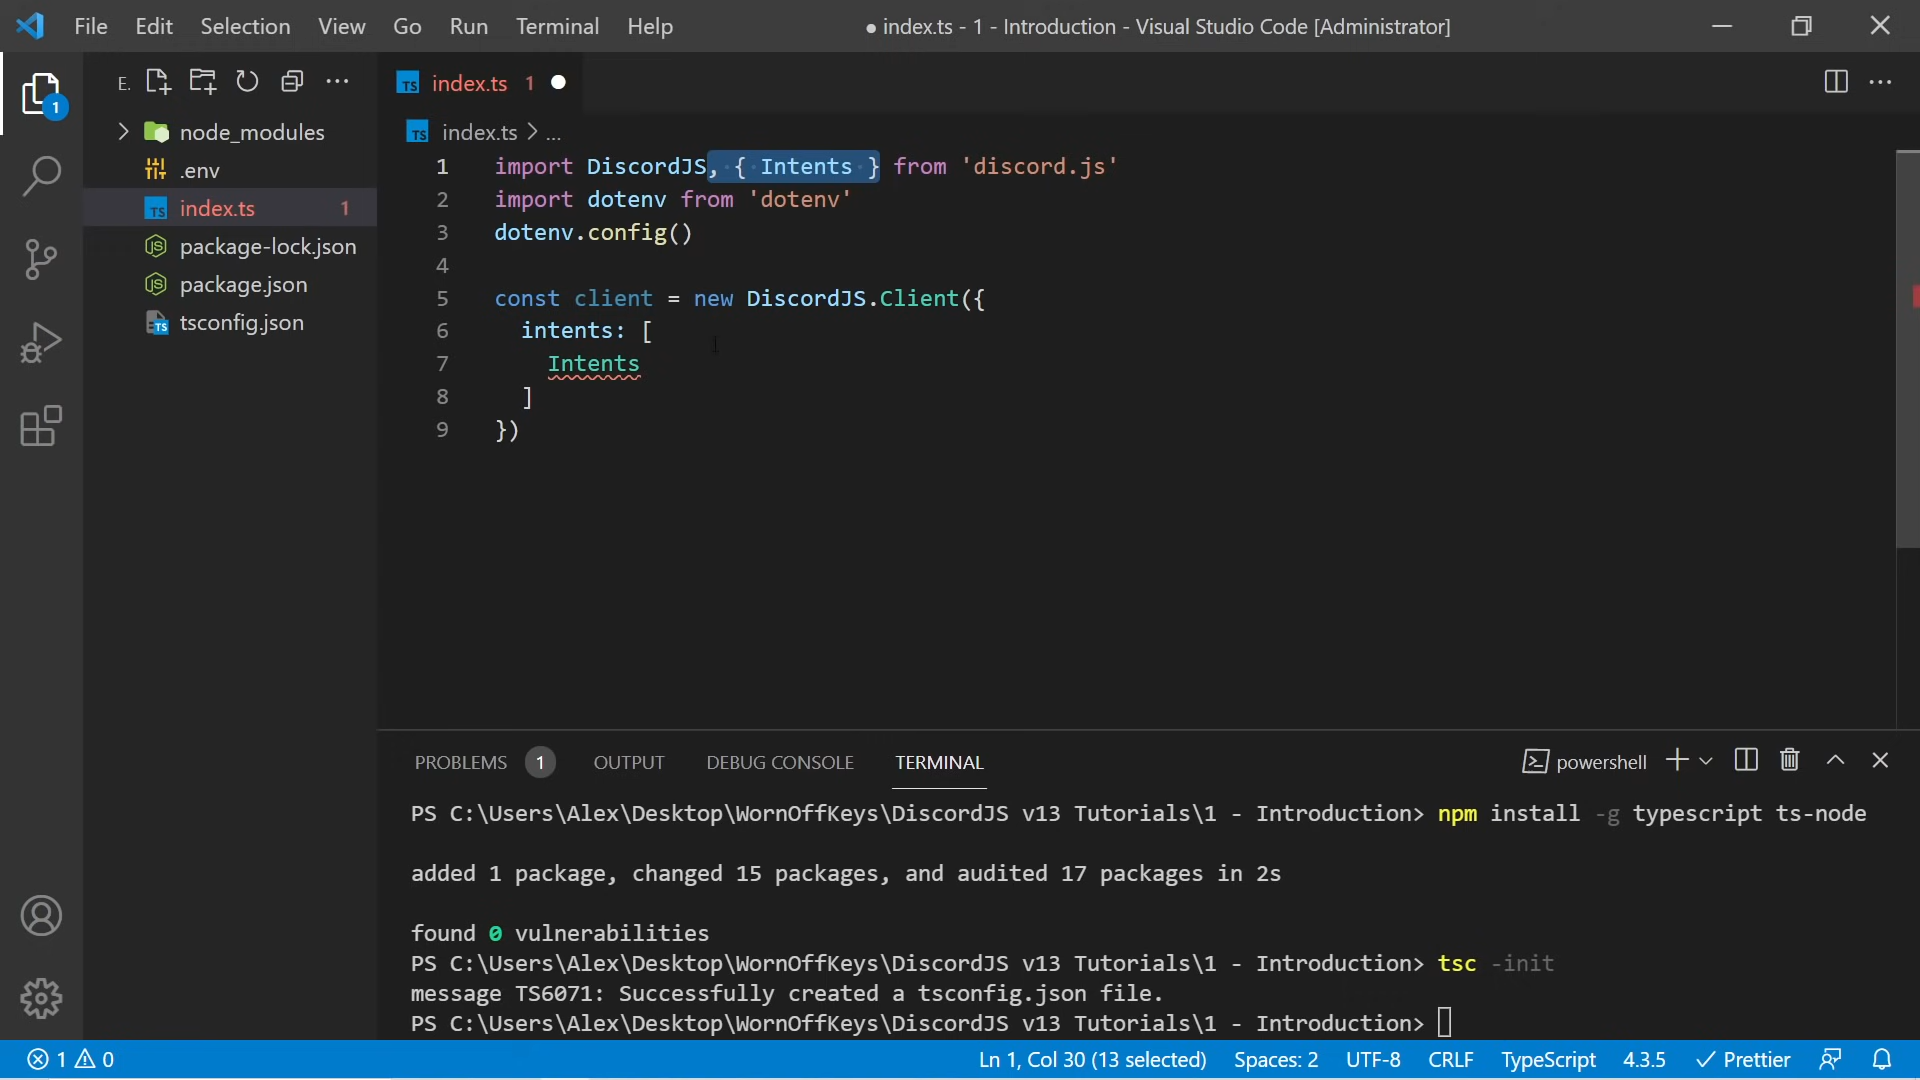 File Edit Selection View Go Run Terminal Help
● index.ts - 1 - Introduction - Visual Studio Code [Administrator]
1
E.
TS index.ts 1
node_modules
TS index.ts > ...
.env
TS index.ts 1
JS package-lock.json
JS package.json
TS tsconfig.json
1 import DiscordJS, { Intents } from 'discord.js'
2 import dotenv from 'dotenv'
3 dotenv.config()
4
5 const client = new DiscordJS.Client({
6 intents: [
7 Intents
8 ]
9 })
PROBLEMS 1 OUTPUT DEBUG CONSOLE TERMINAL
powershell
PS C:\Users\Alex\Desktop\WornOffKeys\DiscordJS v13 Tutorials\1 - Introduction> npm install -g typescript ts-node
added 1 package, changed 15 packages, and audited 17 packages in 2s
found 0 vulnerabilities
PS C:\Users\Alex\Desktop\WornOffKeys\DiscordJS v13 Tutorials\1 - Introduction> tsc -init
message TS6071: Successfully created a tsconfig.json file.
PS C:\Users\Alex\Desktop\WornOffKeys\DiscordJS v13 Tutorials\1 - Introduction>
1 0 Ln 1, Col 30 (13 selected) Spaces: 2 UTF-8 CRLF TypeScript 4.3.5 ✓ Prettier